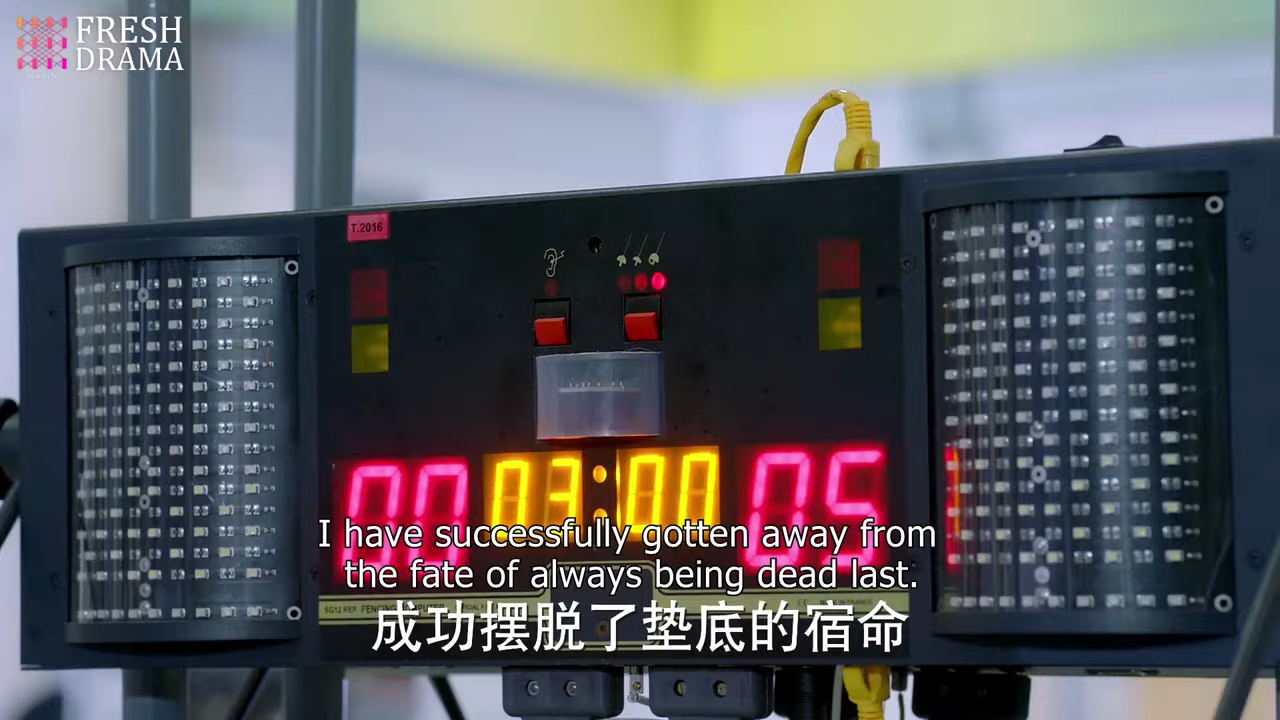 FRESH
DRAMA
T.2016
00
03:00
05
I have successfully gotten away from
the fate of always being dead last.
成功摆脱了垫底的宿命